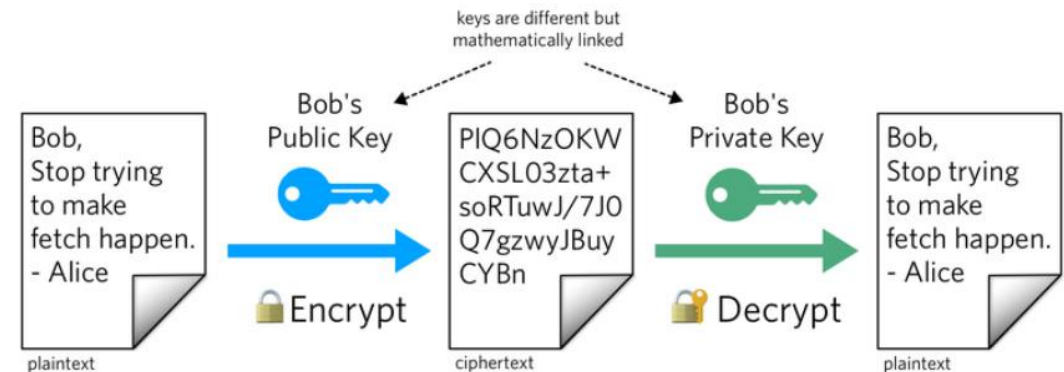 keys are different but
mathematically linked
Bob,
Stop trying
to make
fetch happen.
- Alice
plaintext
Bob's
Public Key
Encrypt
PIQ6NzOKW
CXSL03zta+
soRTuwJ/7J0
Q7gzwyJBuy
CYBn
ciphertext
Bob's
Private Key
Decrypt
Bob,
Stop trying
to make
fetch happen.
- Alice
plaintext